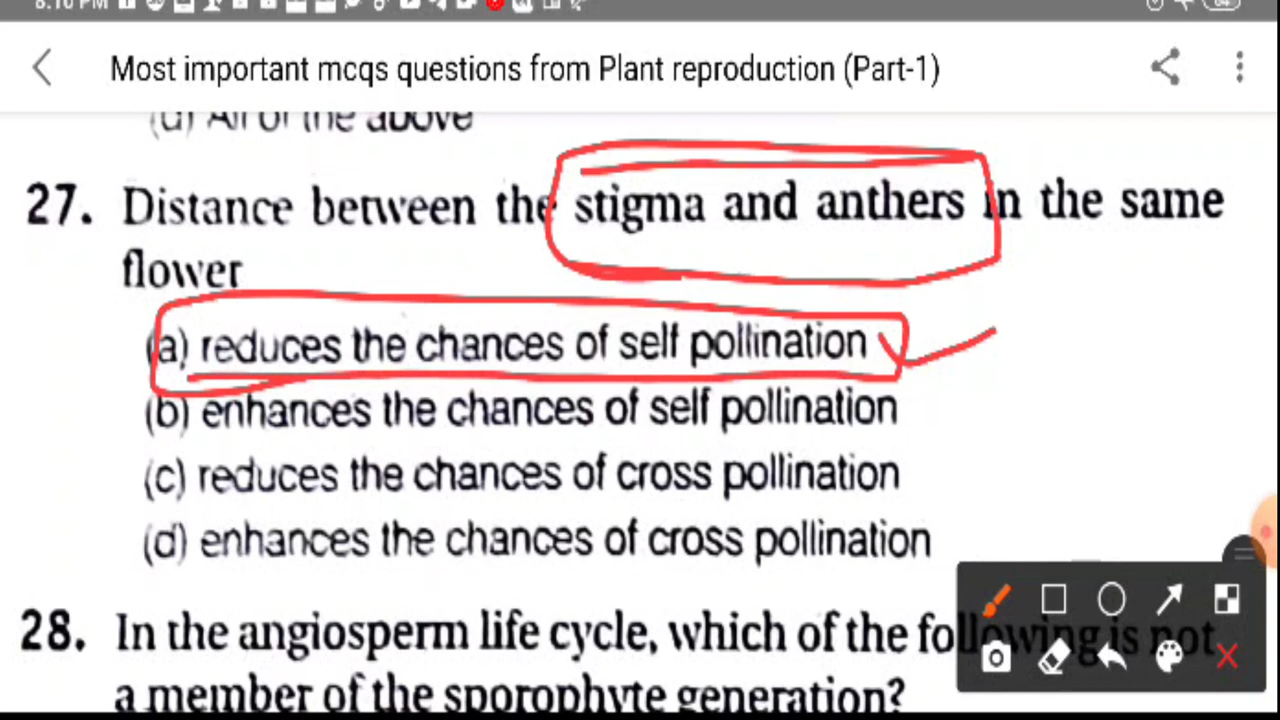 8:10 PM
Most important mcqs questions from Plant reproduction (Part-1)
(d) All of the above
27. Distance between the stigma and anthers in the same
flower
(a) reduces the chances of self pollination
(b) enhances the chances of self pollination
(c) reduces the chances of cross pollination
(d) enhances the chances of cross pollination
28. In the angiosperm life cycle, which of the following is not
a member of the sporophyte generation?